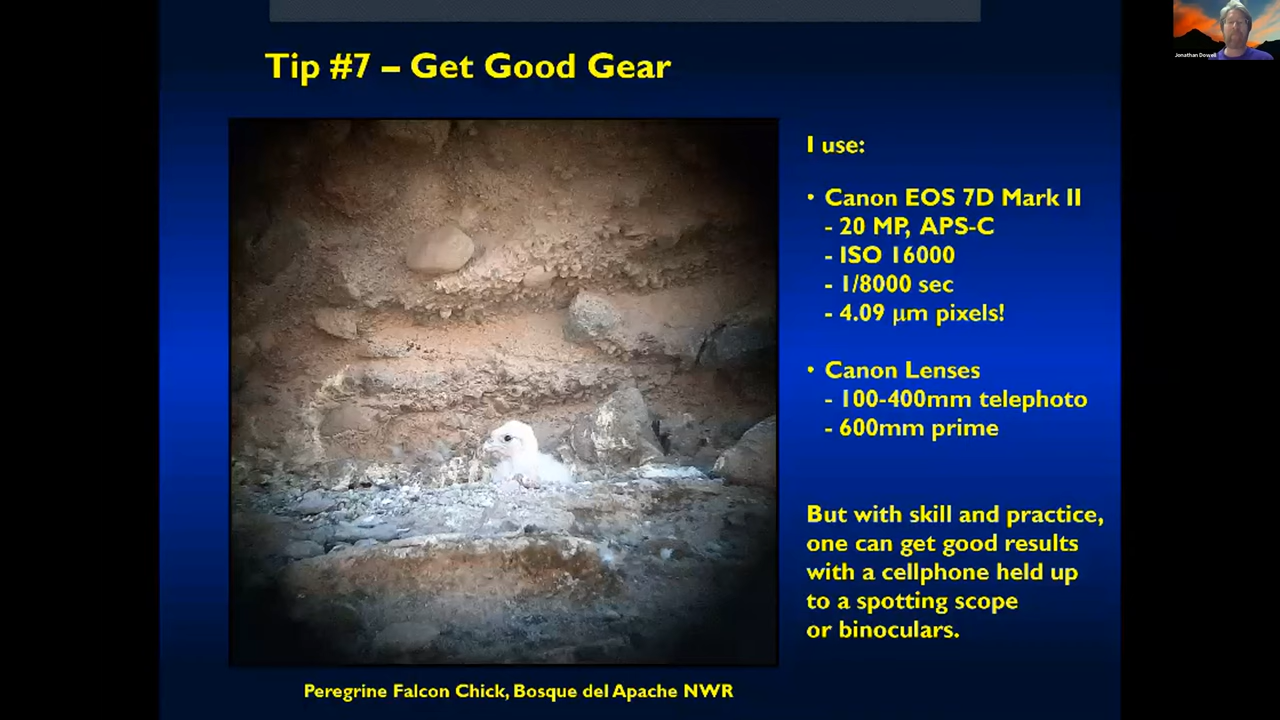 Tip #7 – Get Good Gear
Jonathan Dowell
I use:
• Canon EOS 7D Mark II
- 20 MP, APS-C
- ISO 16000
- 1/8000 sec
- 4.09 µm pixels!
• Canon Lenses
- 100-400mm telephoto
- 600mm prime
But with skill and practice,
one can get good results
with a cellphone held up
to a spotting scope
or binoculars.
Peregrine Falcon Chick, Bosque del Apache NWR